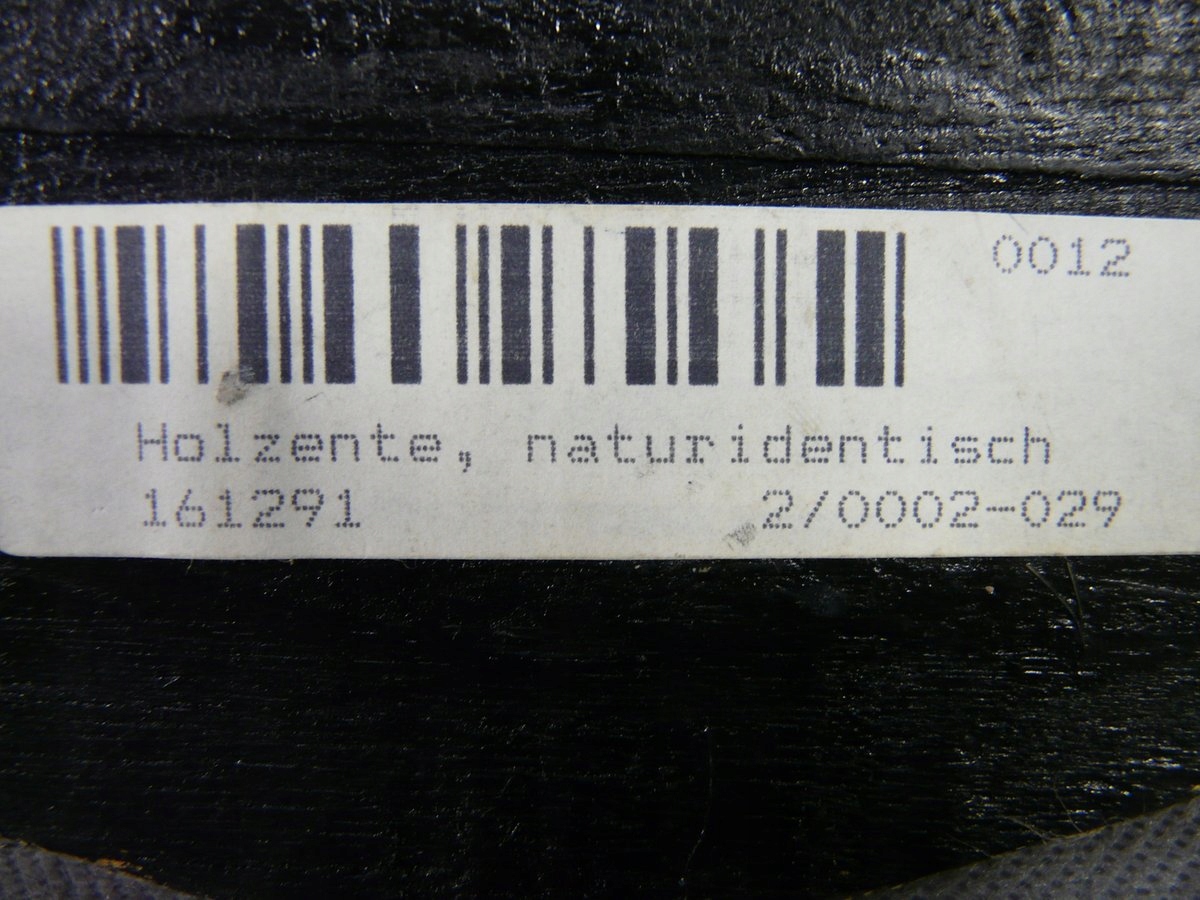 0012
Holzente, naturidentisch
161291 2/0002-029